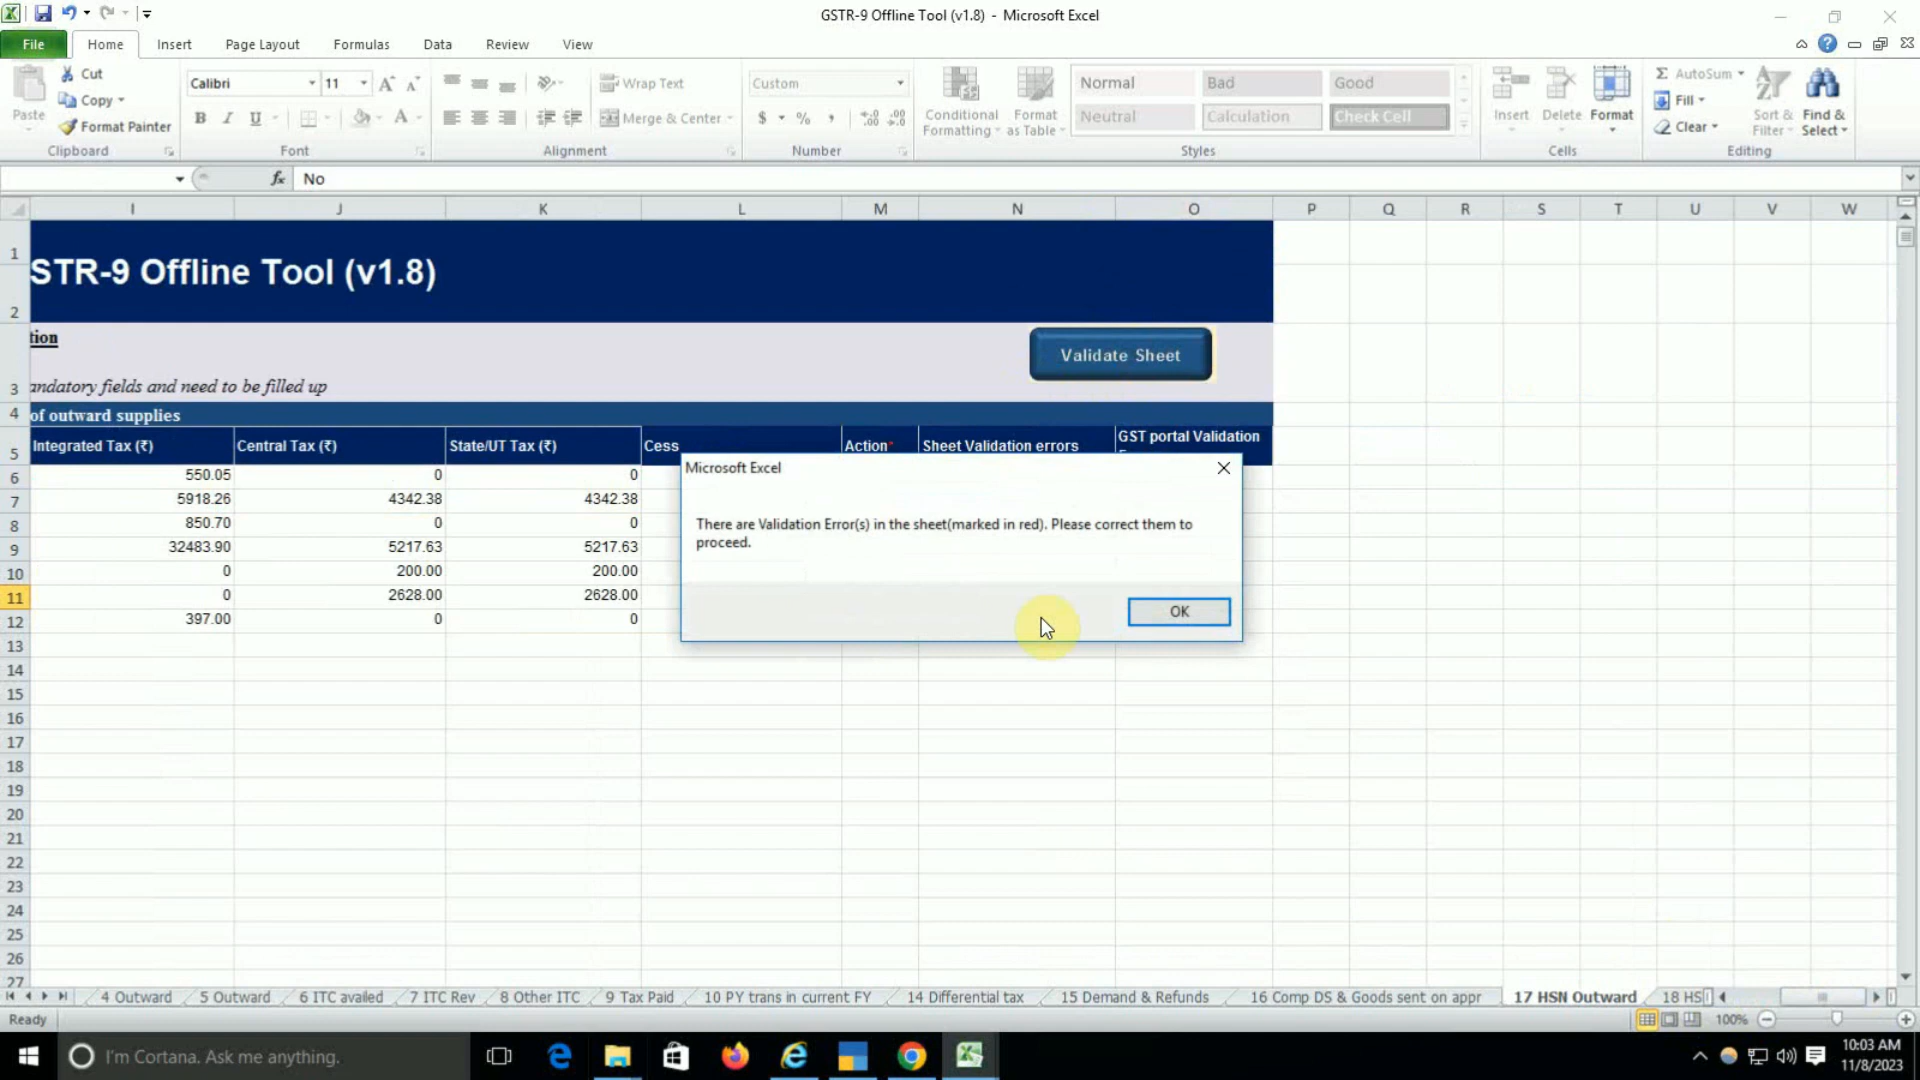 GSTR-9 Offline Tool (v1.8) - Microsoft Excel
File Home Insert Page Layout Formulas Data Review View
Paste
Cut
Copy
Format Painter
Clipboard
Calibri 11
B I U
Font
Wrap Text
Merge & Center
Alignment
Custom
$ % ,
Number
Conditional
Formatting
Format
as Table
Normal Bad Good
Neutral Calculation Check Cell
Styles
Insert Delete Format
Cells
Σ AutoSum
Fill
Clear
Sort &
Filter
Find &
Select
Editing
fx No
I J K L M N O P Q R S T U V W
1
STR-9 Offline Tool (v1.8)
2
tion
Validate Sheet
3 andatory fields and need to be filled up
4 of outward supplies
5 Integrated Tax (₹) Central Tax (₹) State/UT Tax (₹) Cess Action* Sheet Validation errors GST portal Validation
6 550.05 0 0
7 5918.26 4342.38 4342.38
8 850.70 0 0
9 32483.90 5217.63 5217.63
10 0 200.00 200.00
11 0 2628.00 2628.00
12 397.00 0 0
13
14
15
16
17
18
19
20
21
22
23
24
25
26
27
Microsoft Excel
There are Validation Error(s) in the sheet(marked in red). Please correct them to
proceed.
OK
4 Outward 5 Outward 6 ITC availed 7 ITC Rev 8 Other ITC 9 Tax Paid 10 PY trans in current FY 14 Differential tax 15 Demand & Refunds 16 Comp DS & Goods sent on appr 17 HSN Outward 18 HS
Ready 100%
I'm Cortana. Ask me anything.
10:03 AM
11/8/2023